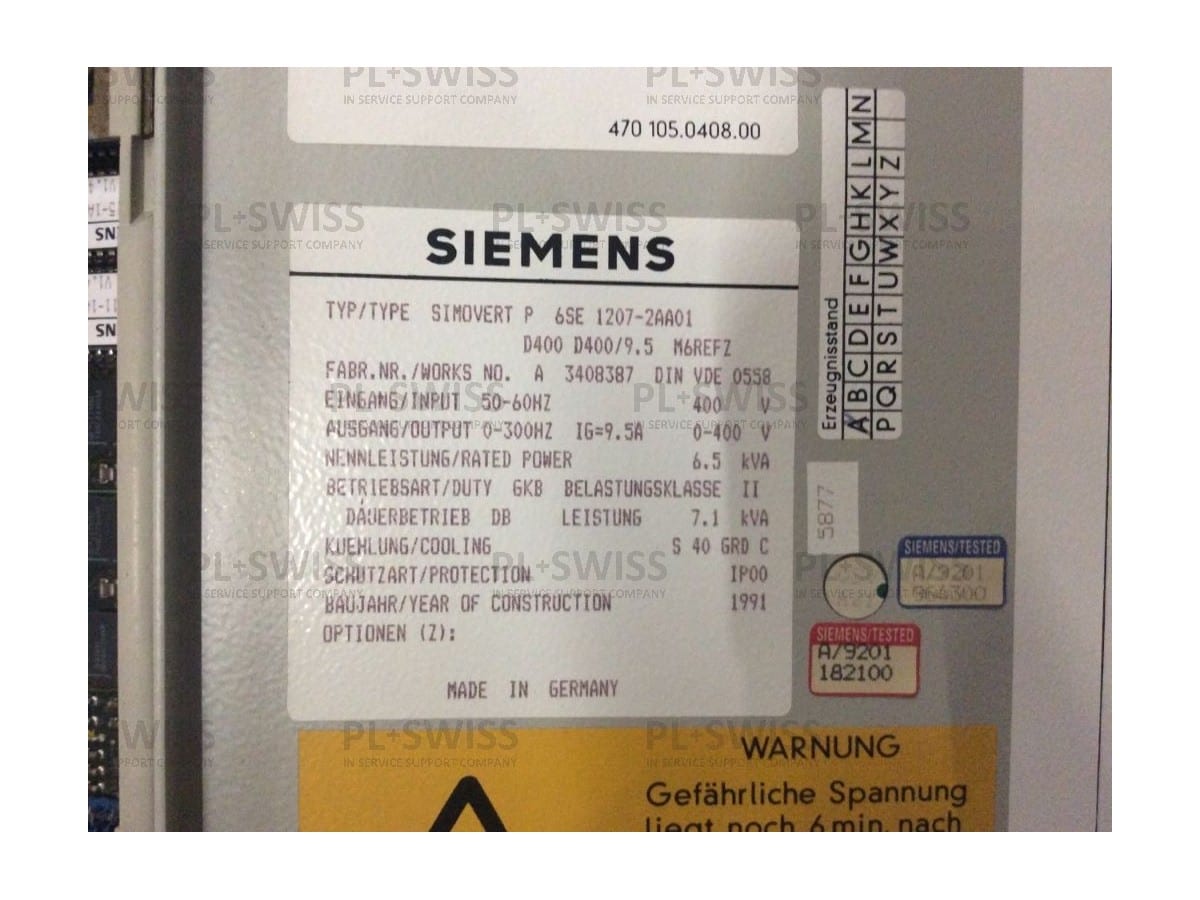 470 105.0408.00
SIEMENS
TYP/TYPE SIMOVERT P 6SE 1207-2AA01
D400 D400/9.5 M6REFZ
FABR.NR./WORKS NO. A 3408387 DIN VDE 0558
EINGANG/INPUT 50-60HZ 400 V
AUSGANG/OUTPUT 0-300HZ IG=9.5A 0-400 V
NENNLEISTUNG/RATED POWER 6.5 kVA
BETRIEBSART/DUTY GKB BELASTUNGSKLASSE II
DAUERBETRIEB DB LEISTUNG 7.1 kVA
KUEHLUNG/COOLING S 40 GRD C
SCHUTZART/PROTECTION IP00
BAUJAHR/YEAR OF CONSTRUCTION 1991
OPTIONEN (Z):
MADE IN GERMANY
Erzeugnisstand
A B C D E F G H K L M N
P Q R S T U W X Y Z
5877
SIEMENS/TESTED
A/9201
SIEMENS/TESTED
A/9201
182100
WARNUNG
Gefährliche Spannung
liegt noch 6 min. nach
SN
SN
PL+SWISS
IN SERVICE SUPPORT COMPANY